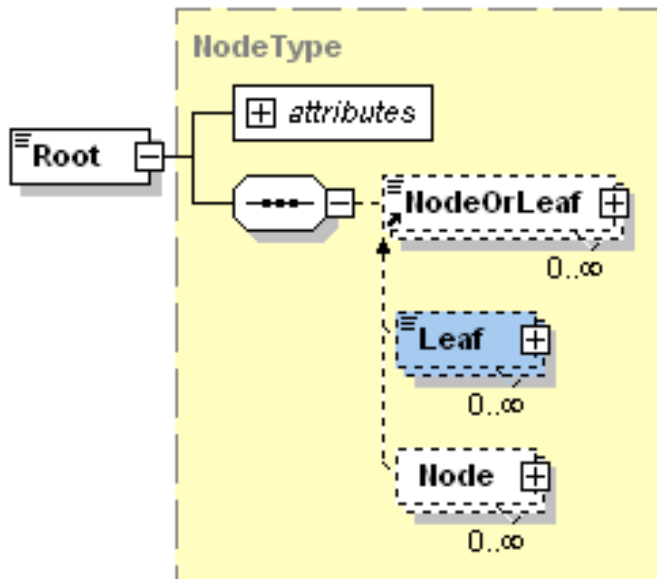 NodeType
attributes
Root
NodeOrLeaf
0..∞
Leaf
0..∞
Node
0..∞